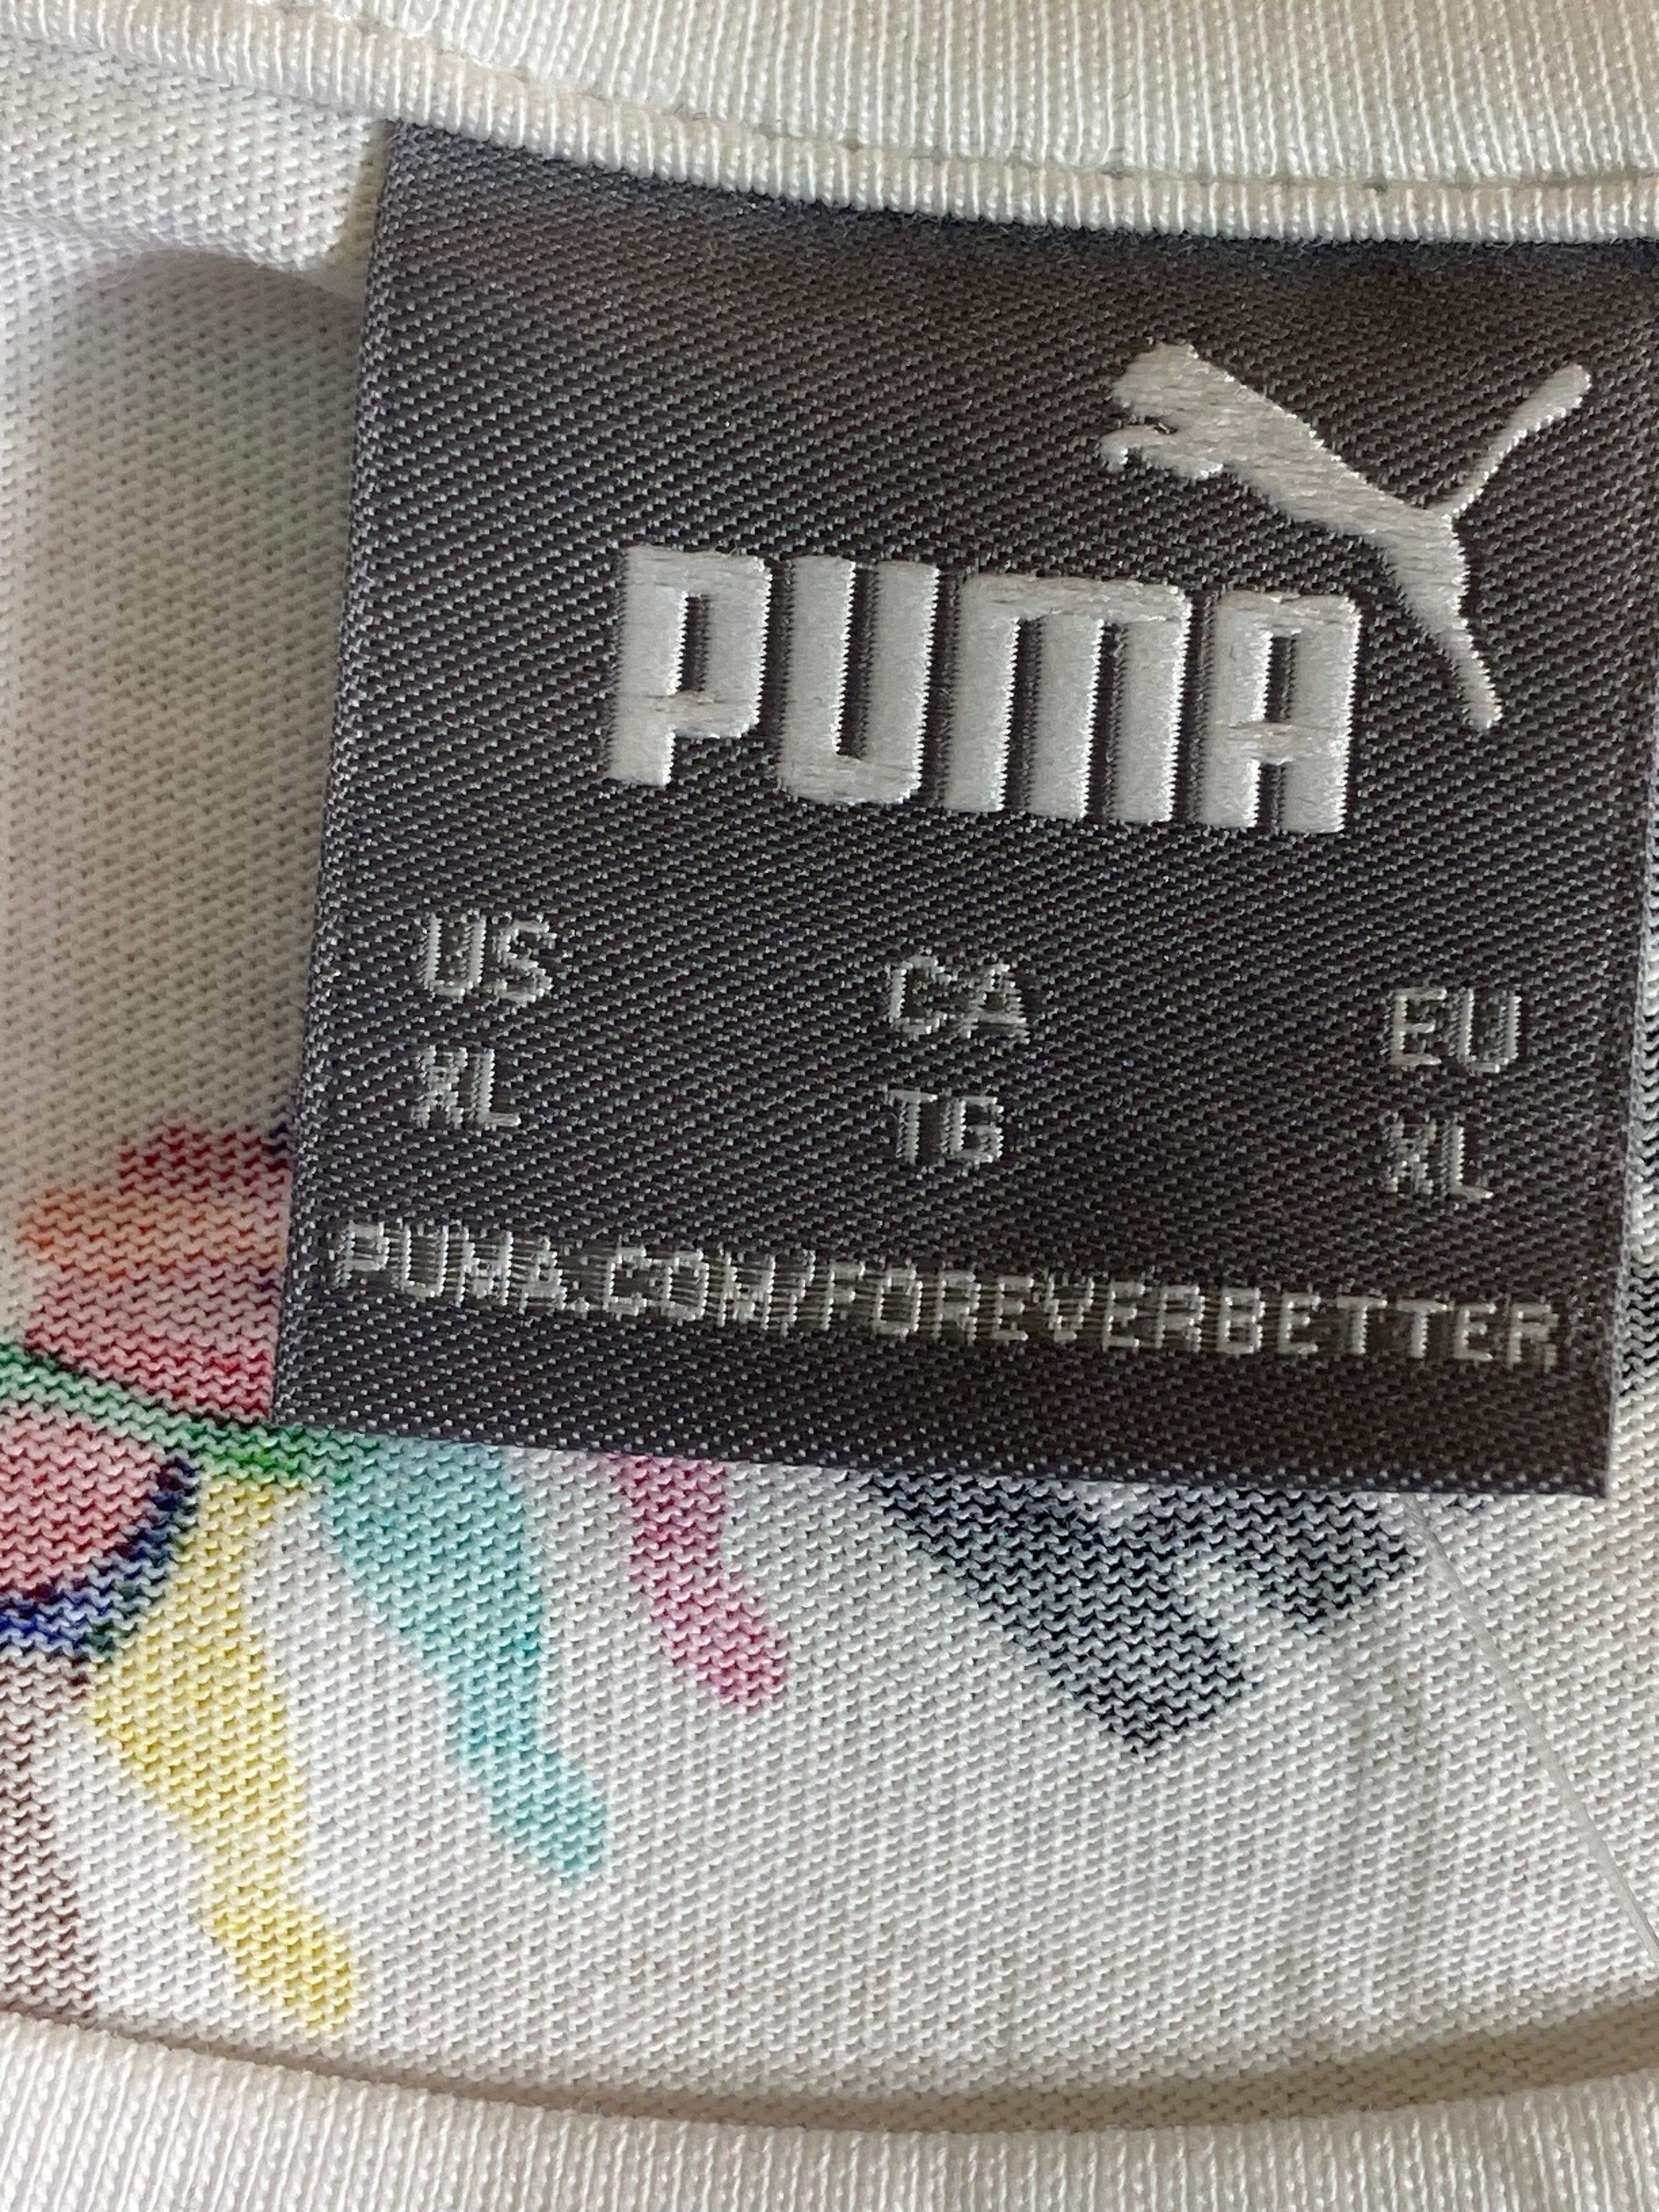 PUMA
US CA EU
XL TG XL
PUMA.COM/FOREVERBETTER